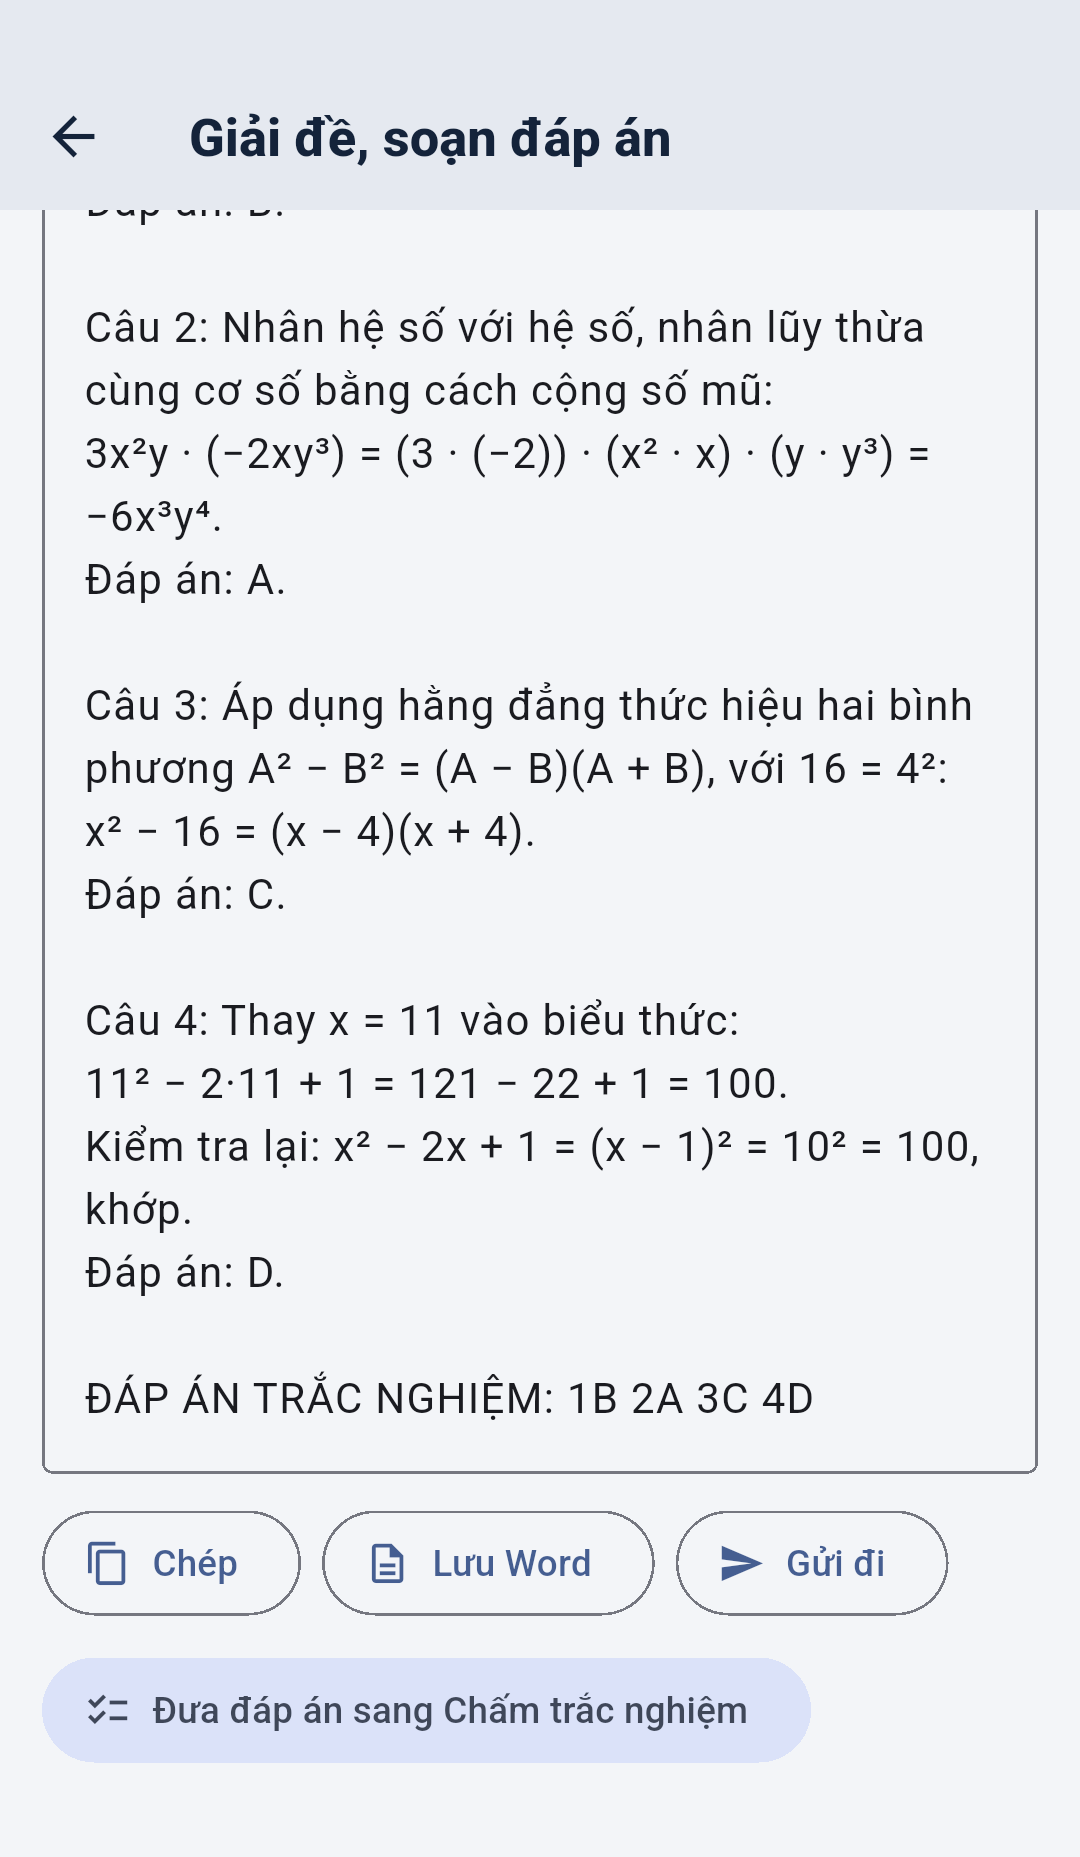 Giải đề, soạn đáp án
Câu 2: Nhân hệ số với hệ số, nhân lũy thừa
cùng cơ số bằng cách cộng số mũ:
3x²y · (−2xy³) = (3 · (−2)) · (x² · x) · (y · y³) =
−6x³y⁴.
Đáp án: A.
Câu 3: Áp dụng hằng đẳng thức hiệu hai bình
phương A² − B² = (A − B)(A + B), với 16 = 4²:
x² − 16 = (x − 4)(x + 4).
Đáp án: C.
Câu 4: Thay x = 11 vào biểu thức:
11² − 2·11 + 1 = 121 − 22 + 1 = 100.
Kiểm tra lại: x² − 2x + 1 = (x − 1)² = 10² = 100,
khớp.
Đáp án: D.
ĐÁP ÁN TRẮC NGHIỆM: 1B 2A 3C 4D
Chép
Lưu Word
Gửi đi
Đưa đáp án sang Chấm trắc nghiệm